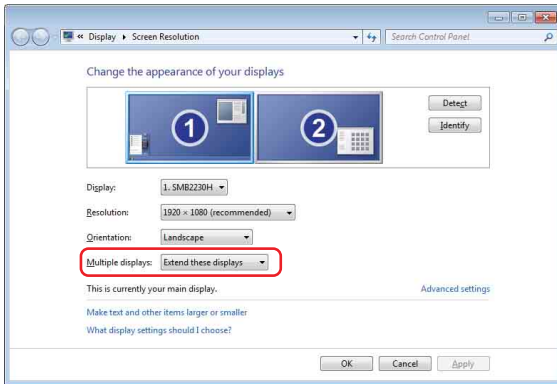 « Display ▸ Screen Resolution
Search Control Panel
Change the appearance of your displays
1
2
Detect
Identify
Display: 1. SMB2230H
Resolution: 1920 × 1080 (recommended)
Orientation: Landscape
Multiple displays: Extend these displays
This is currently your main display.
Advanced settings
Make text and other items larger or smaller
What display settings should I choose?
OK Cancel Apply